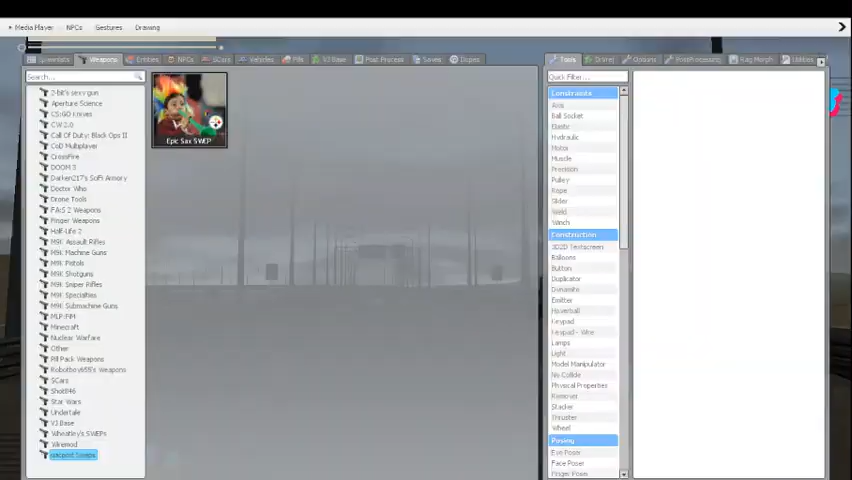 Media Player NPCs Gestures Drawing
Weapons Entities NPCs Vehicles Pills VJ Base Post Process Saves Dupes
Tools Options PostProcessing Rag Morph Utilities
Search...
Quick Filter...
2-bit's sexy gun
Aperture Science
CS:GO Knives
CW 2.0
Call Of Duty: Black Ops II
CoD Multiplayer
CrossFire
DOOM 3
Darken217's SciFi Armory
Doctor Who
Drone Tools
FA:S 2 Weapons
Finger Weapons
Half-Life 2
M9K Assault Rifles
M9K Machine Guns
M9K Pistols
M9K Shotguns
M9K Sniper Rifles
M9K Specialties
M9K Submachine Guns
MLP:FiM
Minecraft
Nuclear Warfare
Other
Pill Pack Weapons
Robotboy655's Weapons
SCars
Shot846
Star Wars
Undertale
VJ Base
Wheatley's SWEPs
Wiremod
Epic Sax SWEP
Constraints
Axis
Ball Socket
Elastic
Hydraulic
Motor
Muscle
Precision
Pulley
Rope
Slider
Weld
Winch
Construction
3D2D Textscreen
Balloons
Button
Duplicator
Dynamite
Emitter
Hoverball
Keypad
Keypad - Wire
Lamps
Light
Model Manipulator
No Collide
Physical Properties
Remover
Stacker
Thruster
Wheel
Posing
Eye Poser
Face Poser
Finger Poser